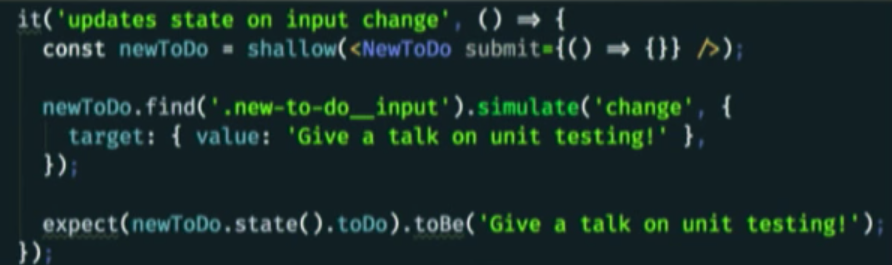 it('updates state on input change', () => {
const newToDo = shallow(<NewToDo submit={() => {}} />);
newToDo.find('.new-to-do__input').simulate('change', {
target: { value: 'Give a talk on unit testing!' },
});
expect(newToDo.state().toDo).toBe('Give a talk on unit testing!');
});